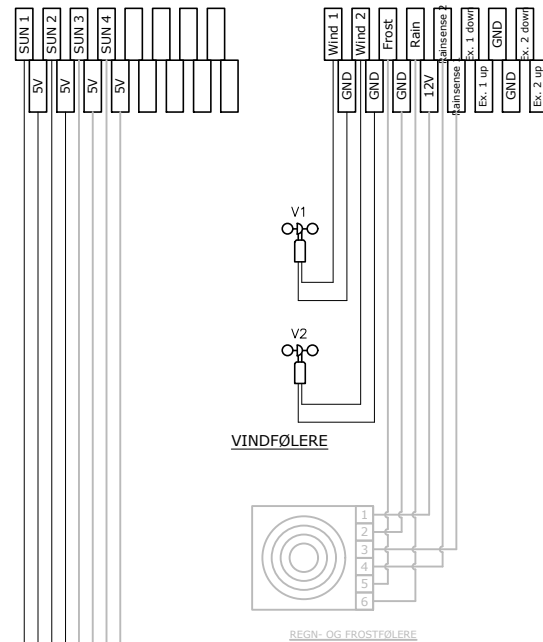 SUN 1
SUN 2
SUN 3
SUN 4
5V
5V
5V
5V
Wind 1
Wind 2
Frost
Rain
Rainsense 2
Ex. 1 down
GND
Ex. 2 down
GND
GND
GND
12V
Rainsense
Ex. 1 up
GND
Ex. 2 up
V1
V2
VINDFØLERE
1
2
3
4
5
6
REGN- OG FROSTFØLERE